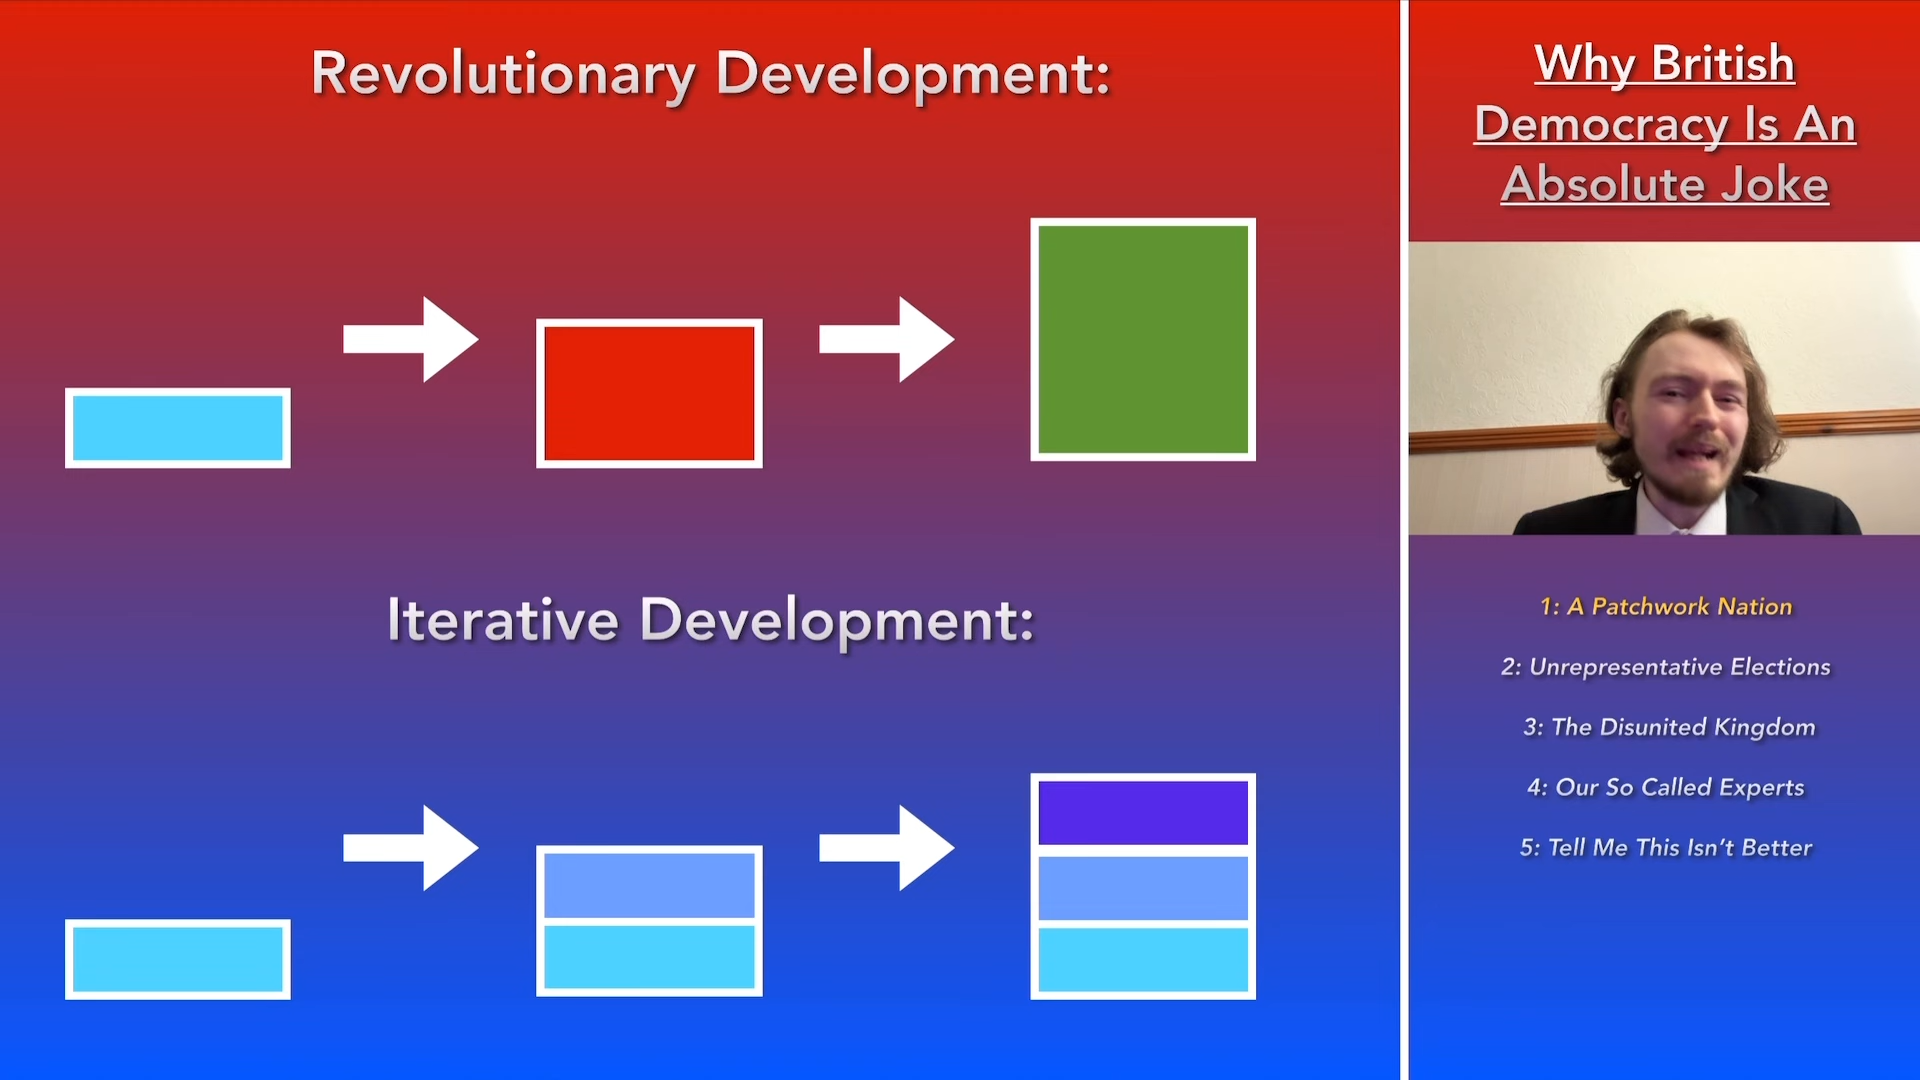 Revolutionary Development:
Iterative Development:
Why British
Democracy Is An
Absolute Joke
1: A Patchwork Nation
2: Unrepresentative Elections
3: The Disunited Kingdom
4: Our So Called Experts
5: Tell Me This Isn’t Better